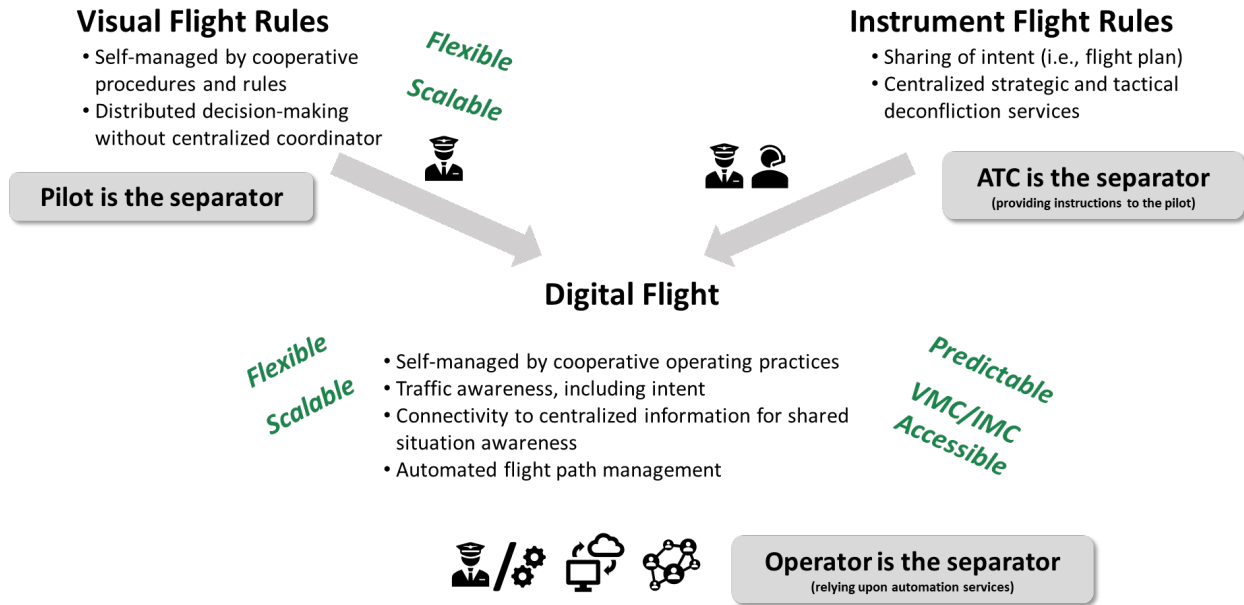 Visual Flight Rules
• Self-managed by cooperative
procedures and rules
• Distributed decision-making
without centralized coordinator
Flexible
Scalable
Pilot is the separator
Instrument Flight Rules
• Sharing of intent (i.e., flight plan)
• Centralized strategic and tactical
deconfliction services
ATC is the separator
(providing instructions to the pilot)
Digital Flight
Flexible
Scalable
• Self-managed by cooperative operating practices
• Traffic awareness, including intent
• Connectivity to centralized information for shared
situation awareness
• Automated flight path management
Predictable
VMC/IMC
Accessible
/
Operator is the separator
(relying upon automation services)